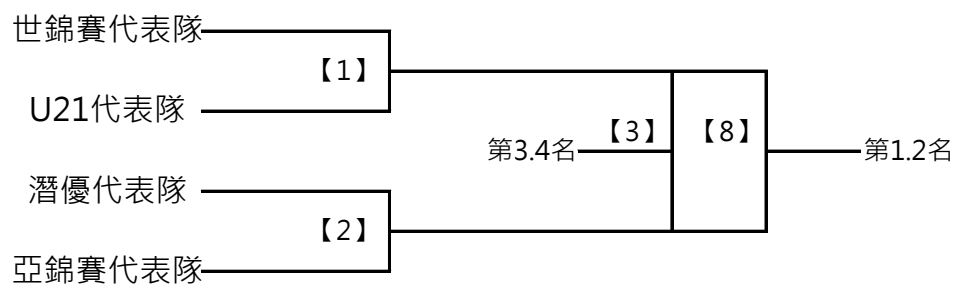 世錦賽代表隊
【1】
U21代表隊
【3】
【8】
第3.4名
第1.2名
潛優代表隊
【2】
亞錦賽代表隊